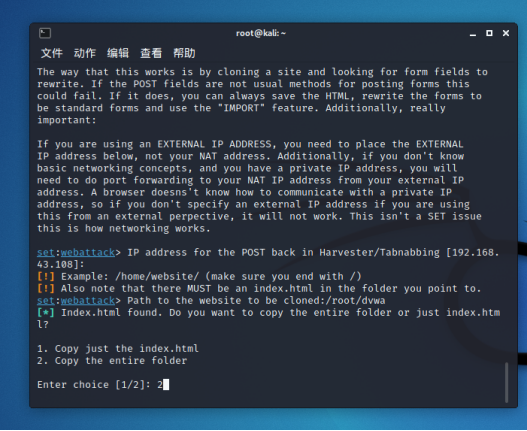 root@kali: ~
文件 动作 编辑 查看 帮助
The way that this works is by cloning a site and looking for form fields to
rewrite. If the POST fields are not usual methods for posting forms this
could fail. If it does, you can always save the HTML, rewrite the forms to
be standard forms and use the "IMPORT" feature. Additionally, really
important:
If you are using an EXTERNAL IP ADDRESS, you need to place the EXTERNAL
IP address below, not your NAT address. Additionally, if you don't know
basic networking concepts, and you have a private IP address, you will
need to do port forwarding to your NAT IP address from your external IP
address. A browser doesns't know how to communicate with a private IP
address, so if you don't specify an external IP address if you are using
this from an external perpective, it will not work. This isn't a SET issue
this is how networking works.
set:webattack> IP address for the POST back in Harvester/Tabnabbing [192.168.
43.108]:
[!] Example: /home/website/ (make sure you end with /)
[!] Also note that there MUST be an index.html in the folder you point to.
set:webattack> Path to the website to be cloned:/root/dvwa
[*] Index.html found. Do you want to copy the entire folder or just index.htm
l?
1. Copy just the index.html
2. Copy the entire folder
Enter choice [1/2]: 2